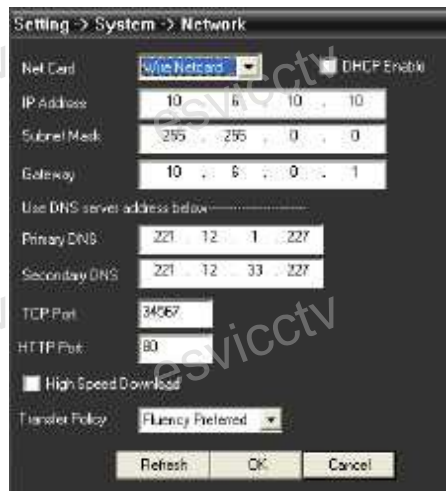 Setting -> System -> Network
Net Card Wire Netcard DHCP Enable
IP Address 10 . 6 . 10 . 10
Subnet Mask 255 . 255 . 0 . 0
Gateway 10 . 6 . 0 . 1
Use DNS server address below--------------------
Primary DNS 221 . 12 . 1 . 227
Secondary DNS 221 . 12 . 33 . 227
TCP Port 34567
HTTP Port 80
High Speed Download
Transfer Policy Fluency Preferred
Refresh OK Cancel
esvicctv
esvicctv